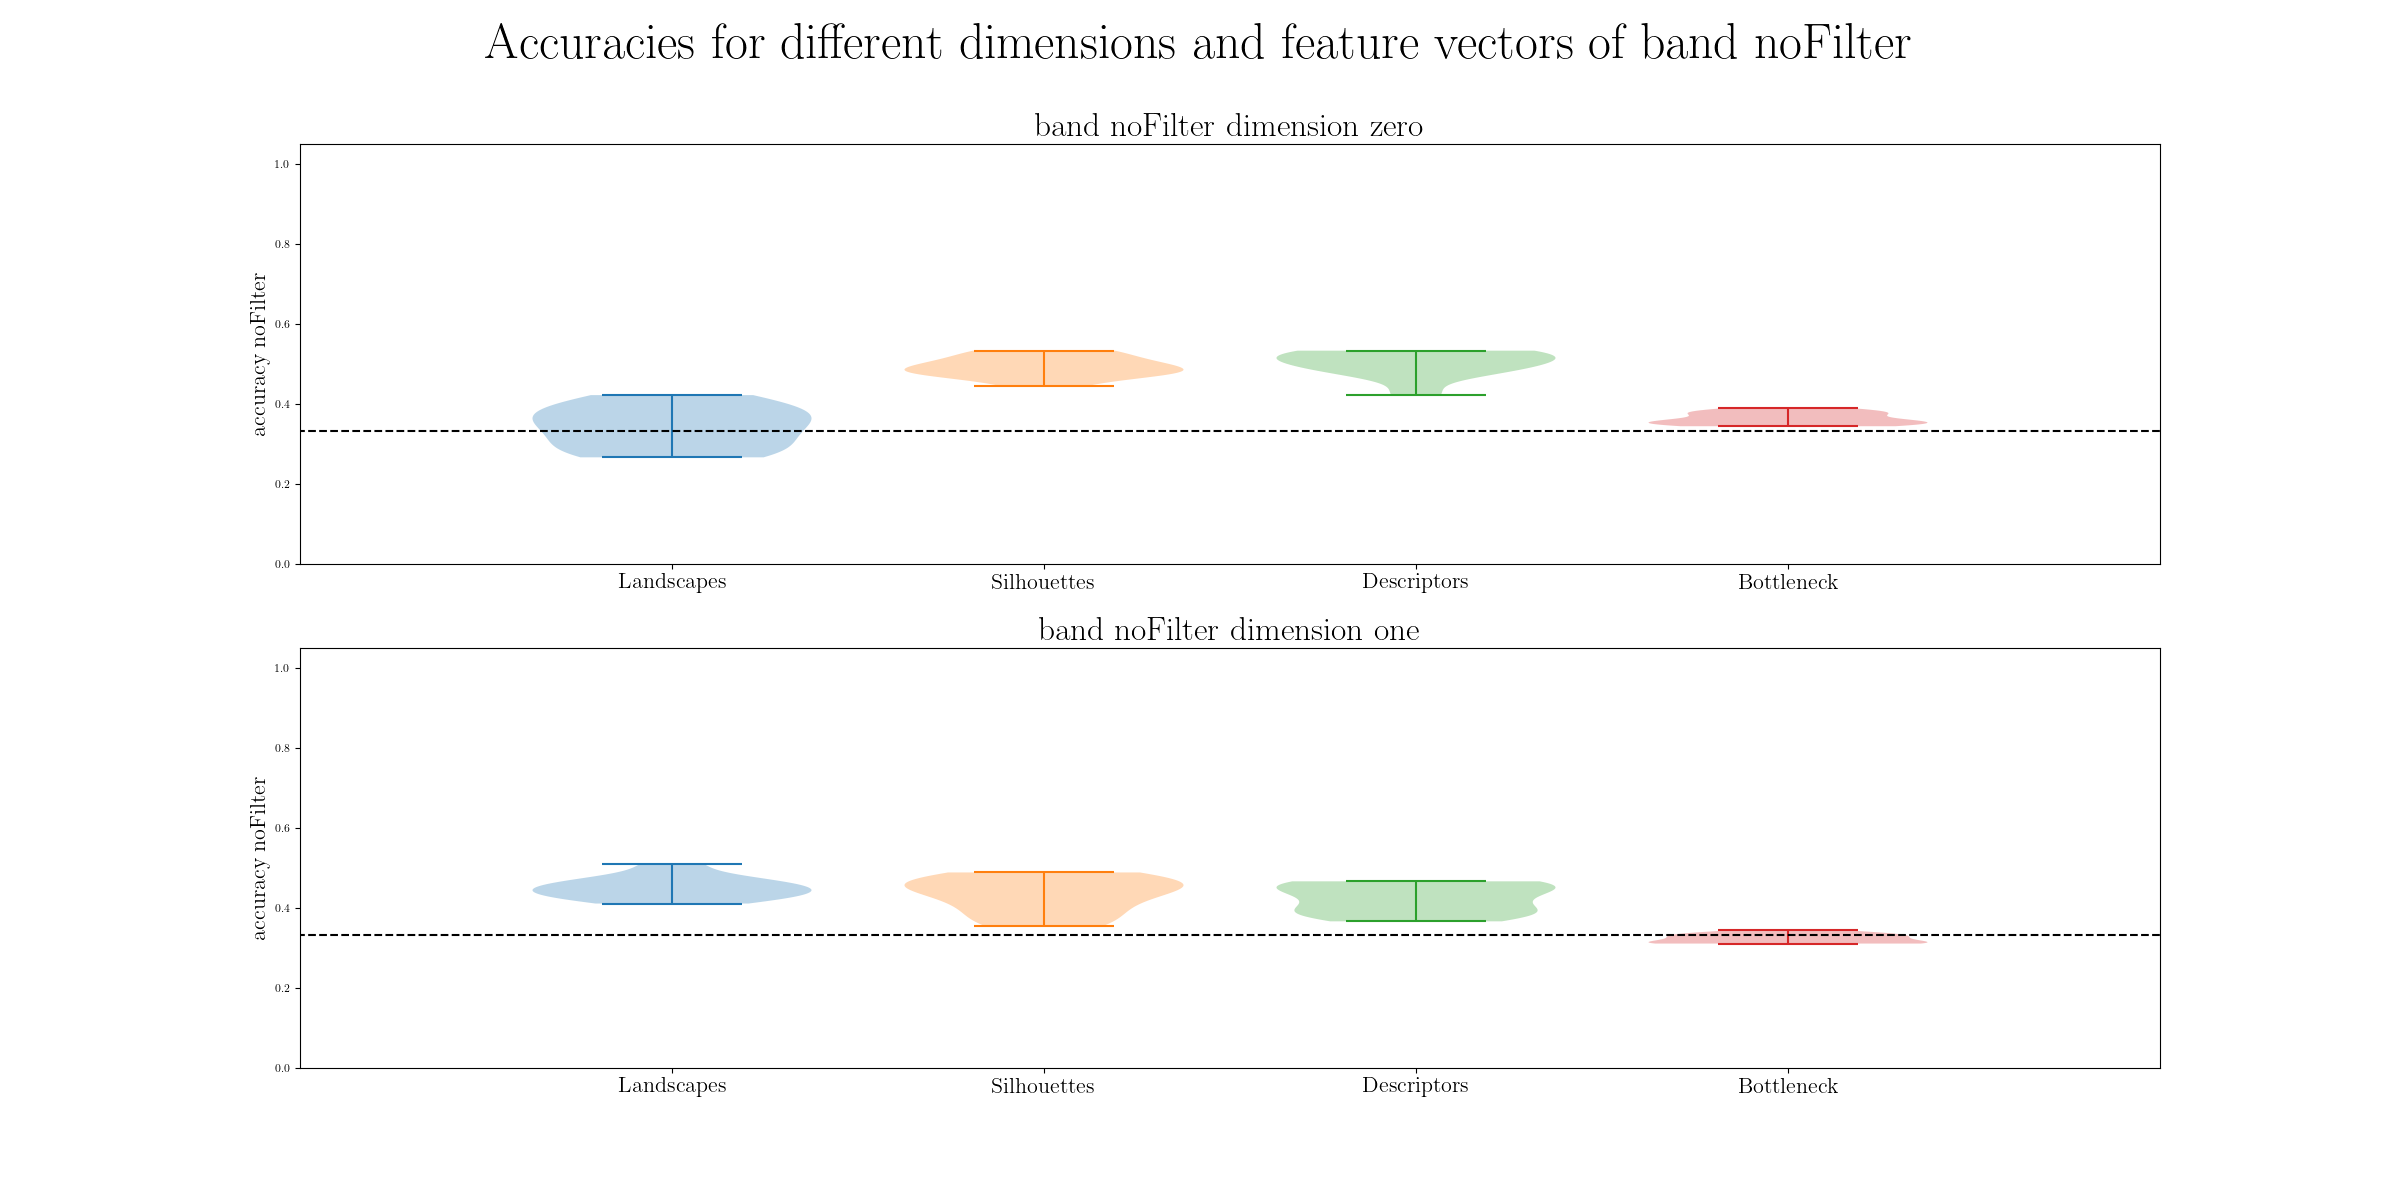 Accuracies for different dimensions and feature vectors of band noFilter
band noFilter dimension zero
accuracy noFilter
1.0
0.8
0.6
0.4
0.2
0.0
Landscapes
Silhouettes
Descriptors
Bottleneck
band noFilter dimension one
accuracy noFilter
1.0
0.8
0.6
0.4
0.2
0.0
Landscapes
Silhouettes
Descriptors
Bottleneck